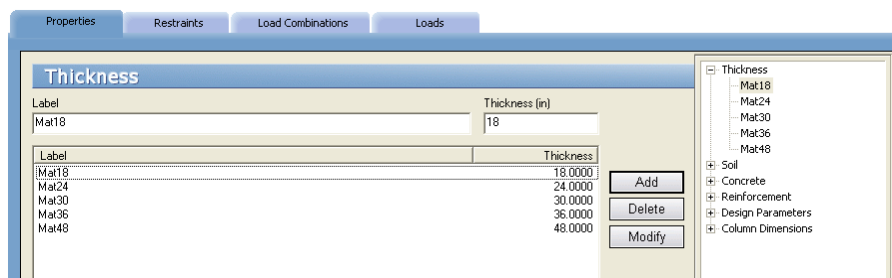 Properties Restraints Load Combinations Loads
Thickness
Label Thickness (in)
Mat18 18
Label Thickness
Mat18 18.0000
Mat24 24.0000
Mat30 30.0000
Mat36 36.0000
Mat48 48.0000
Add
Delete
Modify
Thickness
Mat18
Mat24
Mat30
Mat36
Mat48
Soil
Concrete
Reinforcement
Design Parameters
Column Dimensions